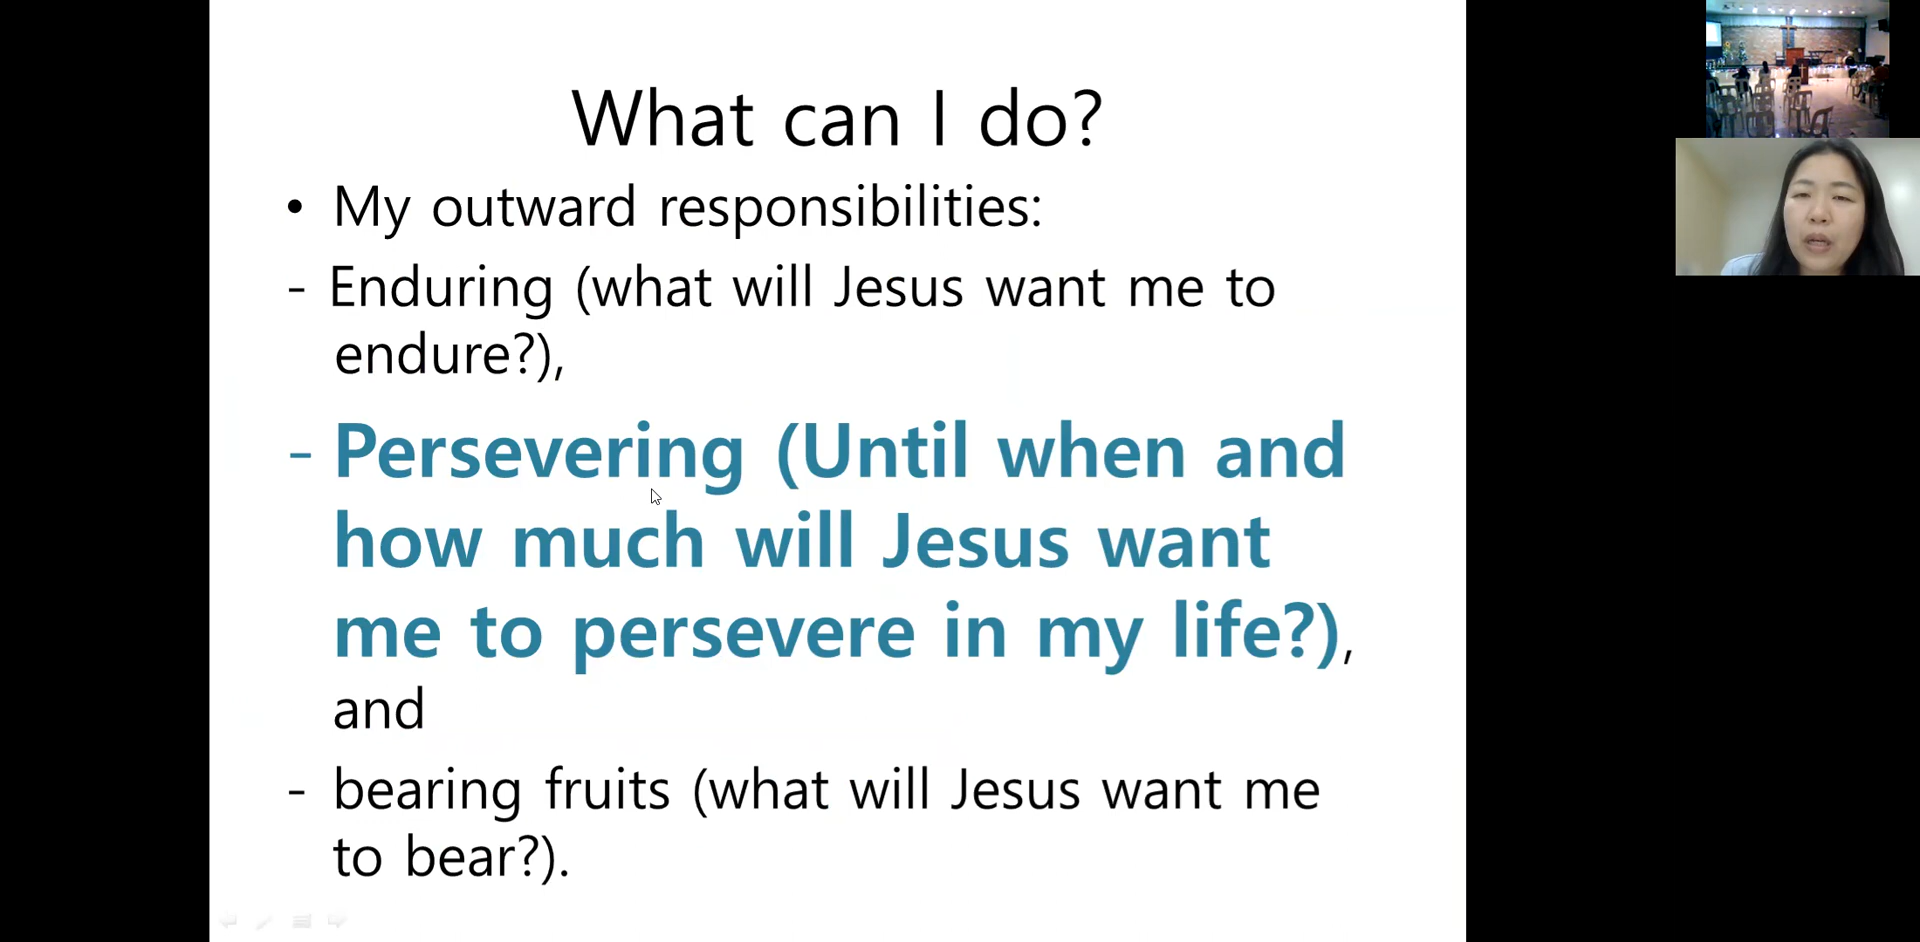 What can I do?
• My outward responsibilities:
- Enduring (what will Jesus want me to
endure?),
- Persevering (Until when and
how much will Jesus want
me to persevere in my life?),
and
- bearing fruits (what will Jesus want me
to bear?).